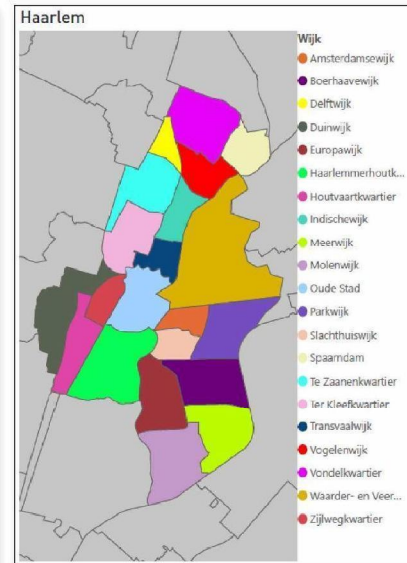 Haarlem
Wijk
Amsterdamsewijk
Boerhaavewijk
Delftwijk
Duinwijk
Europawijk
Haarlemmerhoutk...
Houtvaartkwartier
Indischewijk
Meerwijk
Molenwijk
Oude Stad
Parkwijk
Slachthuiswijk
Spaarndam
Te Zaanenkwartier
Ter Kleefkwartier
Transvaalwijk
Vogelenwijk
Vondelkwartier
Waarder- en Veer...
Zijlwegkwartier